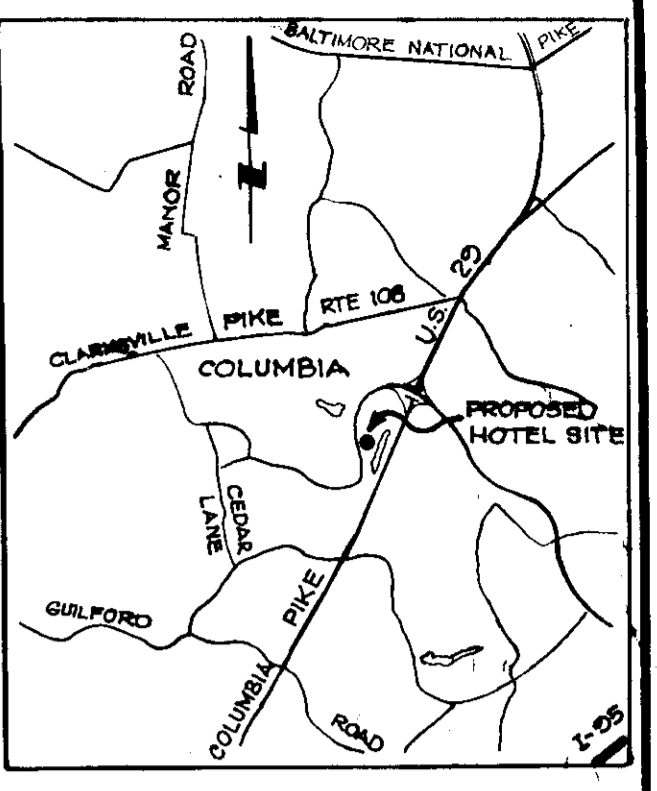 BALTIMORE NATIONAL PIKE
MANOR ROAD
N
U.S. 29
CLARKSVILLE PIKE RTE 108
COLUMBIA
PROPOSED
HOTEL SITE
CEDAR
LANE
GUILFORD ROAD
COLUMBIA PIKE
I-95